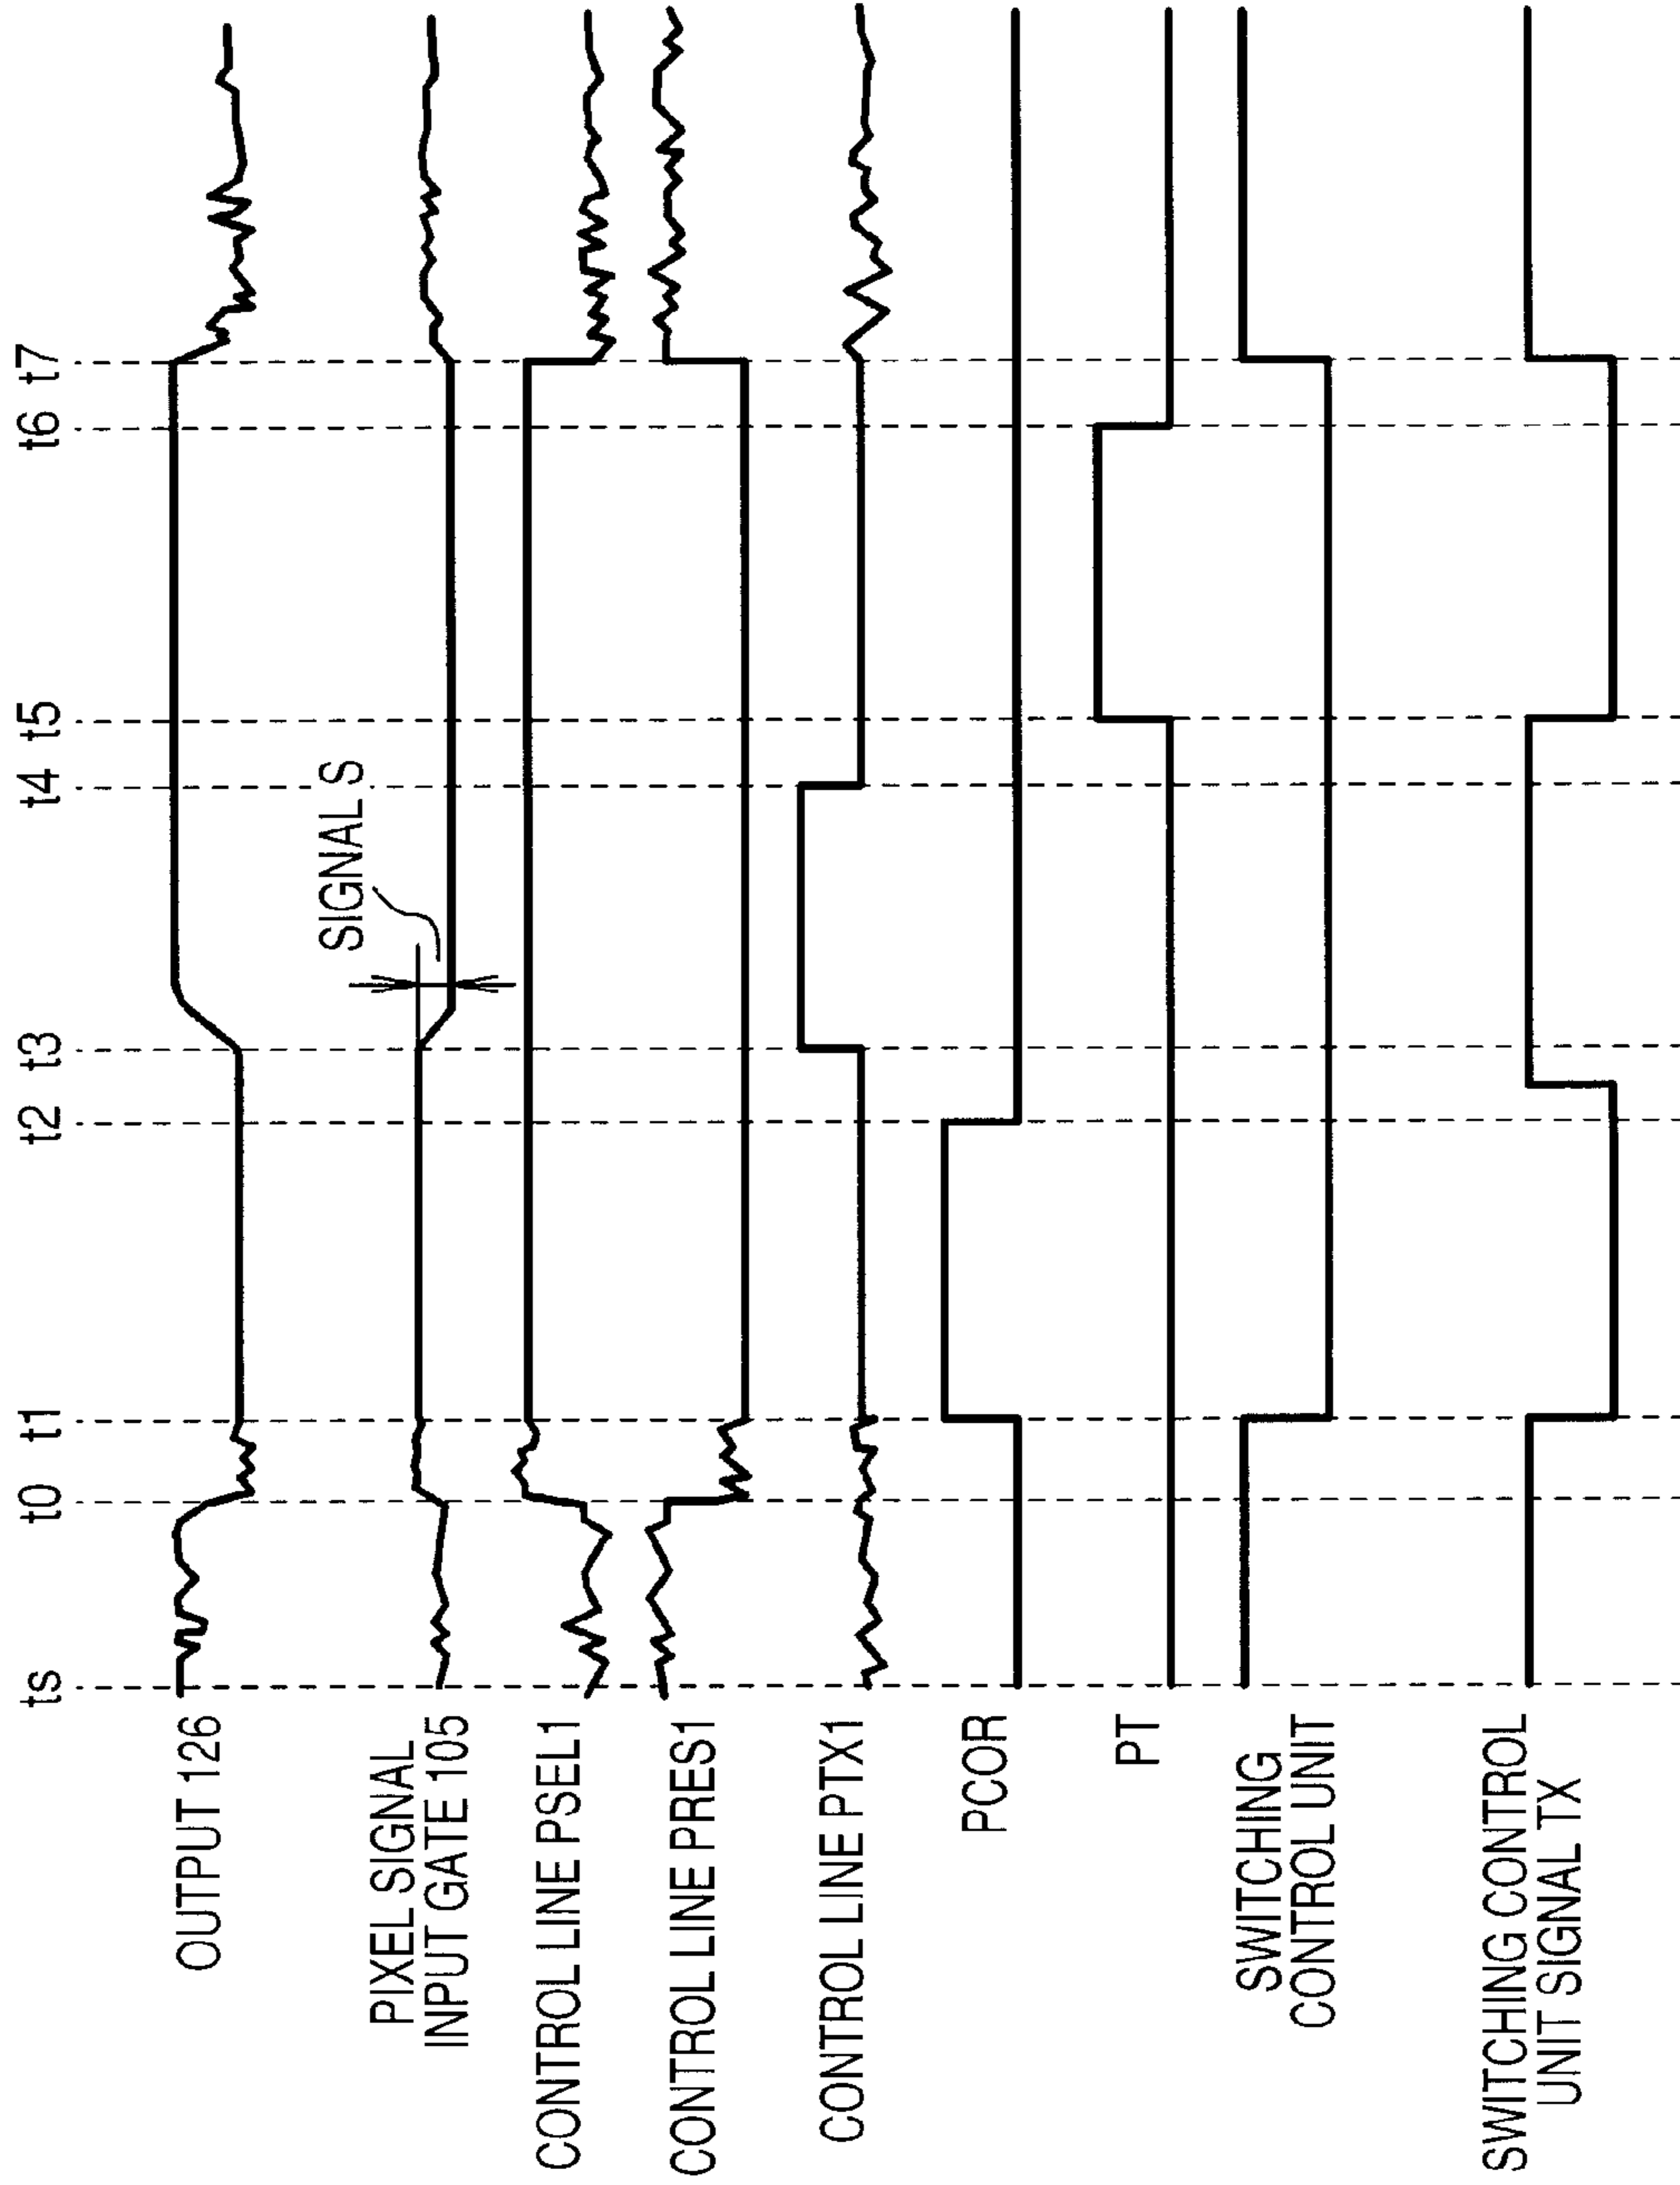 ts t0 t1 t2 t3 t4 t5 t6 t7
OUTPUT 126
SIGNAL S
PIXEL SIGNAL
INPUT GATE 105
CONTROL LINE PSEL1
CONTROL LINE PRES1
CONTROL LINE PTX1
PCOR
PT
SWITCHING
CONTROL UNIT
SWITCHING CONTROL
UNIT SIGNAL TX